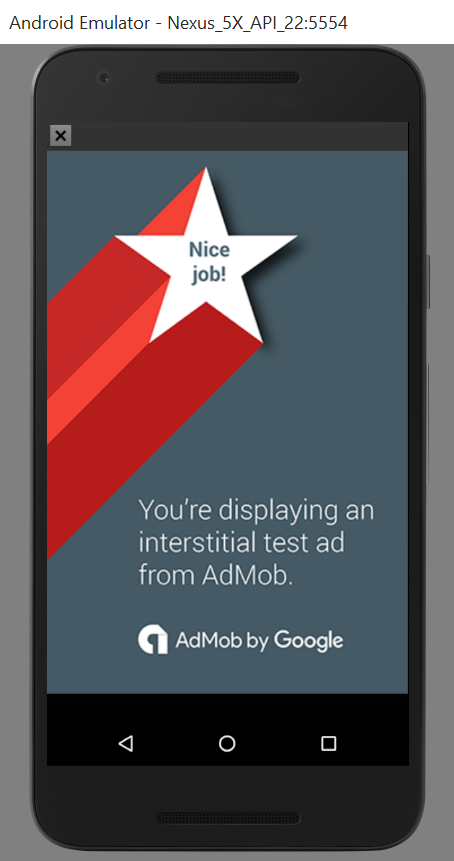 Android Emulator - Nexus_5X_API_22:5554
Nice
job!
You're displaying an
interstitial test ad
from AdMob.
AdMob by Google